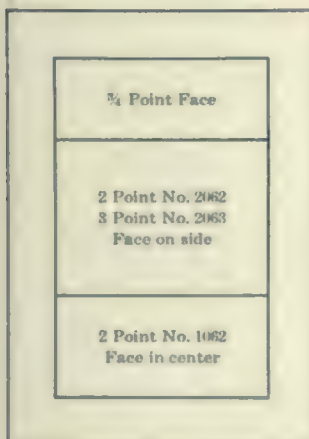 ¾ Point Face
2 Point No. 2062
3 Point No. 2063
Face on side
2 Point No. 1062
Face in center